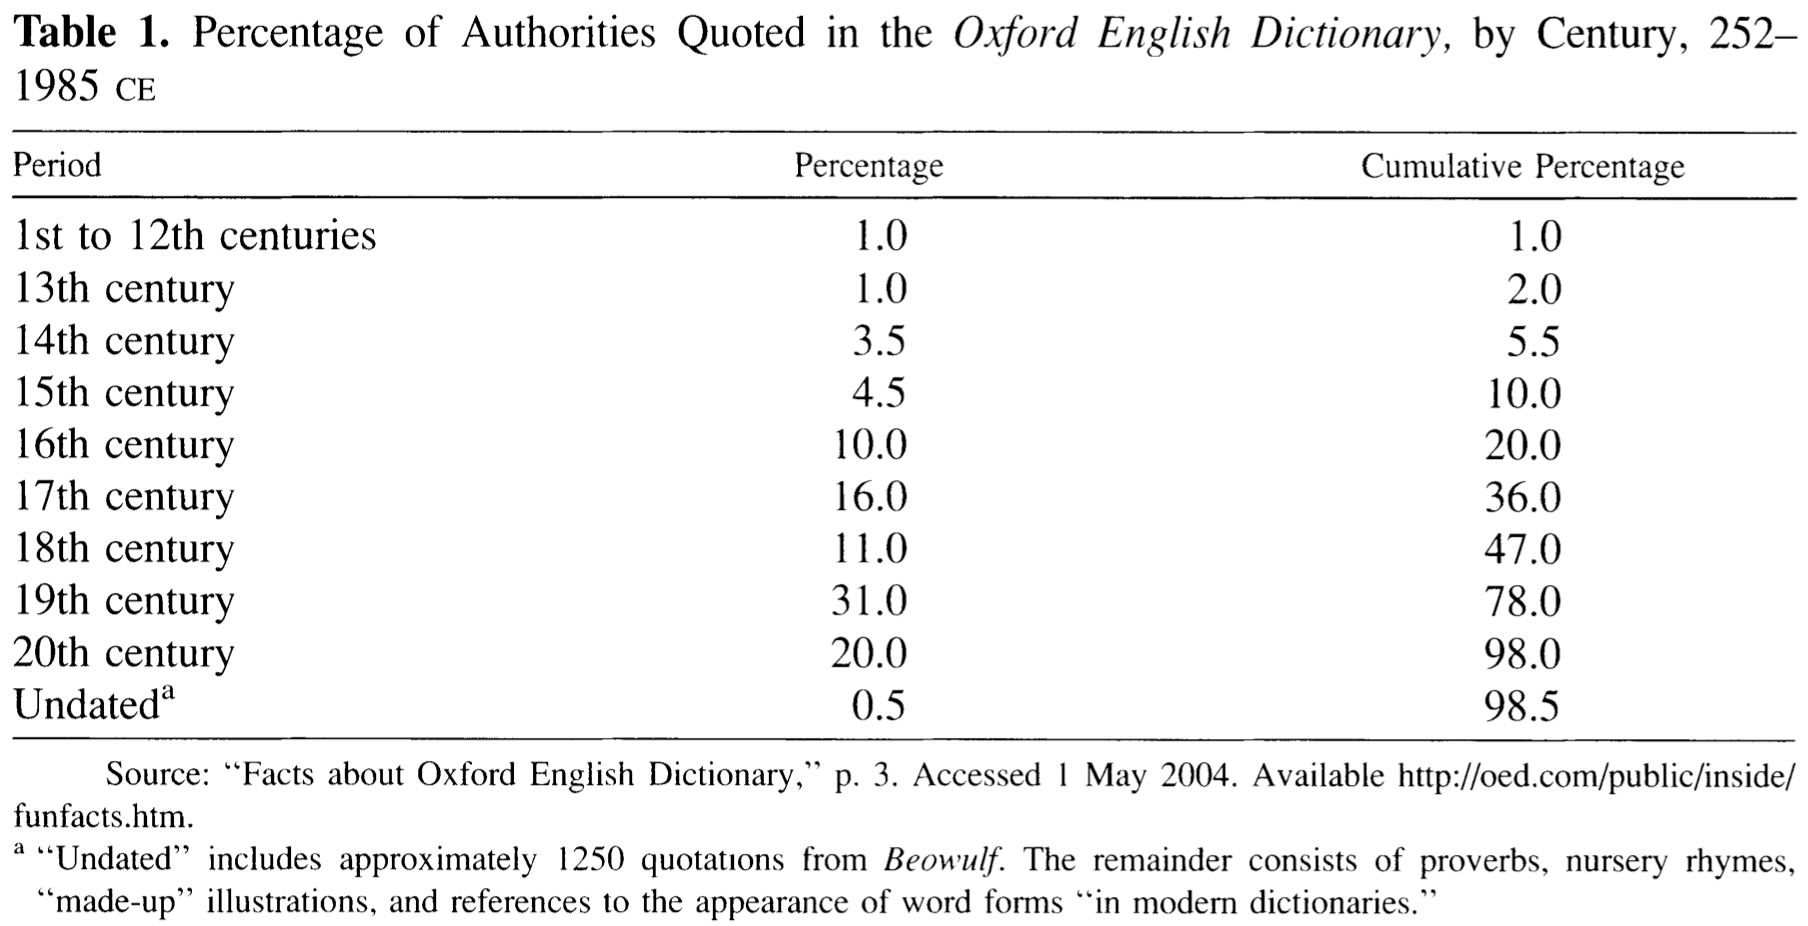 Table 1. Percentage of Authorities Quoted in the Oxford English Dictionary, by Century, 252–
1985 CE
Period Percentage Cumulative Percentage
1st to 12th centuries 1.0 1.0
13th century 1.0 2.0
14th century 3.5 5.5
15th century 4.5 10.0
16th century 10.0 20.0
17th century 16.0 36.0
18th century 11.0 47.0
19th century 31.0 78.0
20th century 20.0 98.0
Undatedª 0.5 98.5
Source: “Facts about Oxford English Dictionary,” p. 3. Accessed 1 May 2004. Available http://oed.com/public/inside/
funfacts.htm.
ª “Undated” includes approximately 1250 quotations from Beowulf. The remainder consists of proverbs, nursery rhymes,
“made-up” illustrations, and references to the appearance of word forms “in modern dictionaries.”